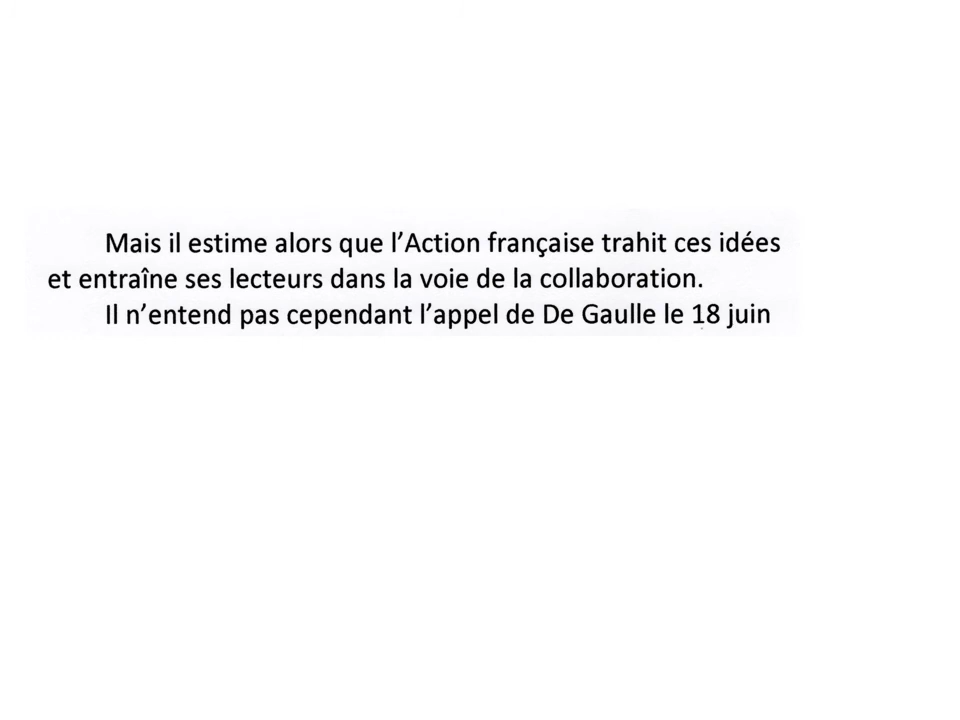 Mais il estime alors que l’Action française trahit ces idées
et entraîne ses lecteurs dans la voie de la collaboration.
Il n’entend pas cependant l’appel de De Gaulle le 18 juin